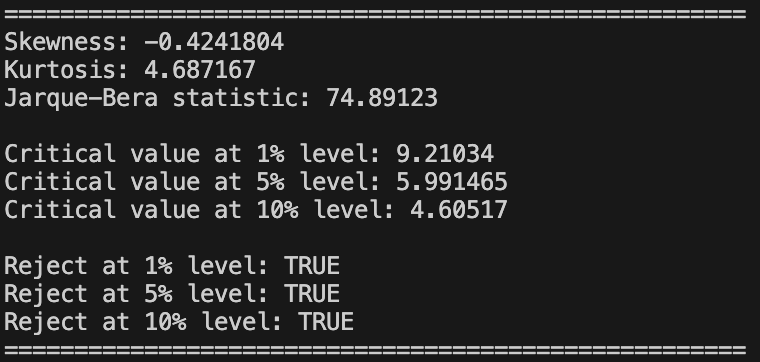 =====================================================
Skewness: -0.4241804
Kurtosis: 4.687167
Jarque-Bera statistic: 74.89123

Critical value at 1% level: 9.21034
Critical value at 5% level: 5.991465
Critical value at 10% level: 4.60517

Reject at 1% level: TRUE
Reject at 5% level: TRUE
Reject at 10% level: TRUE
=====================================================